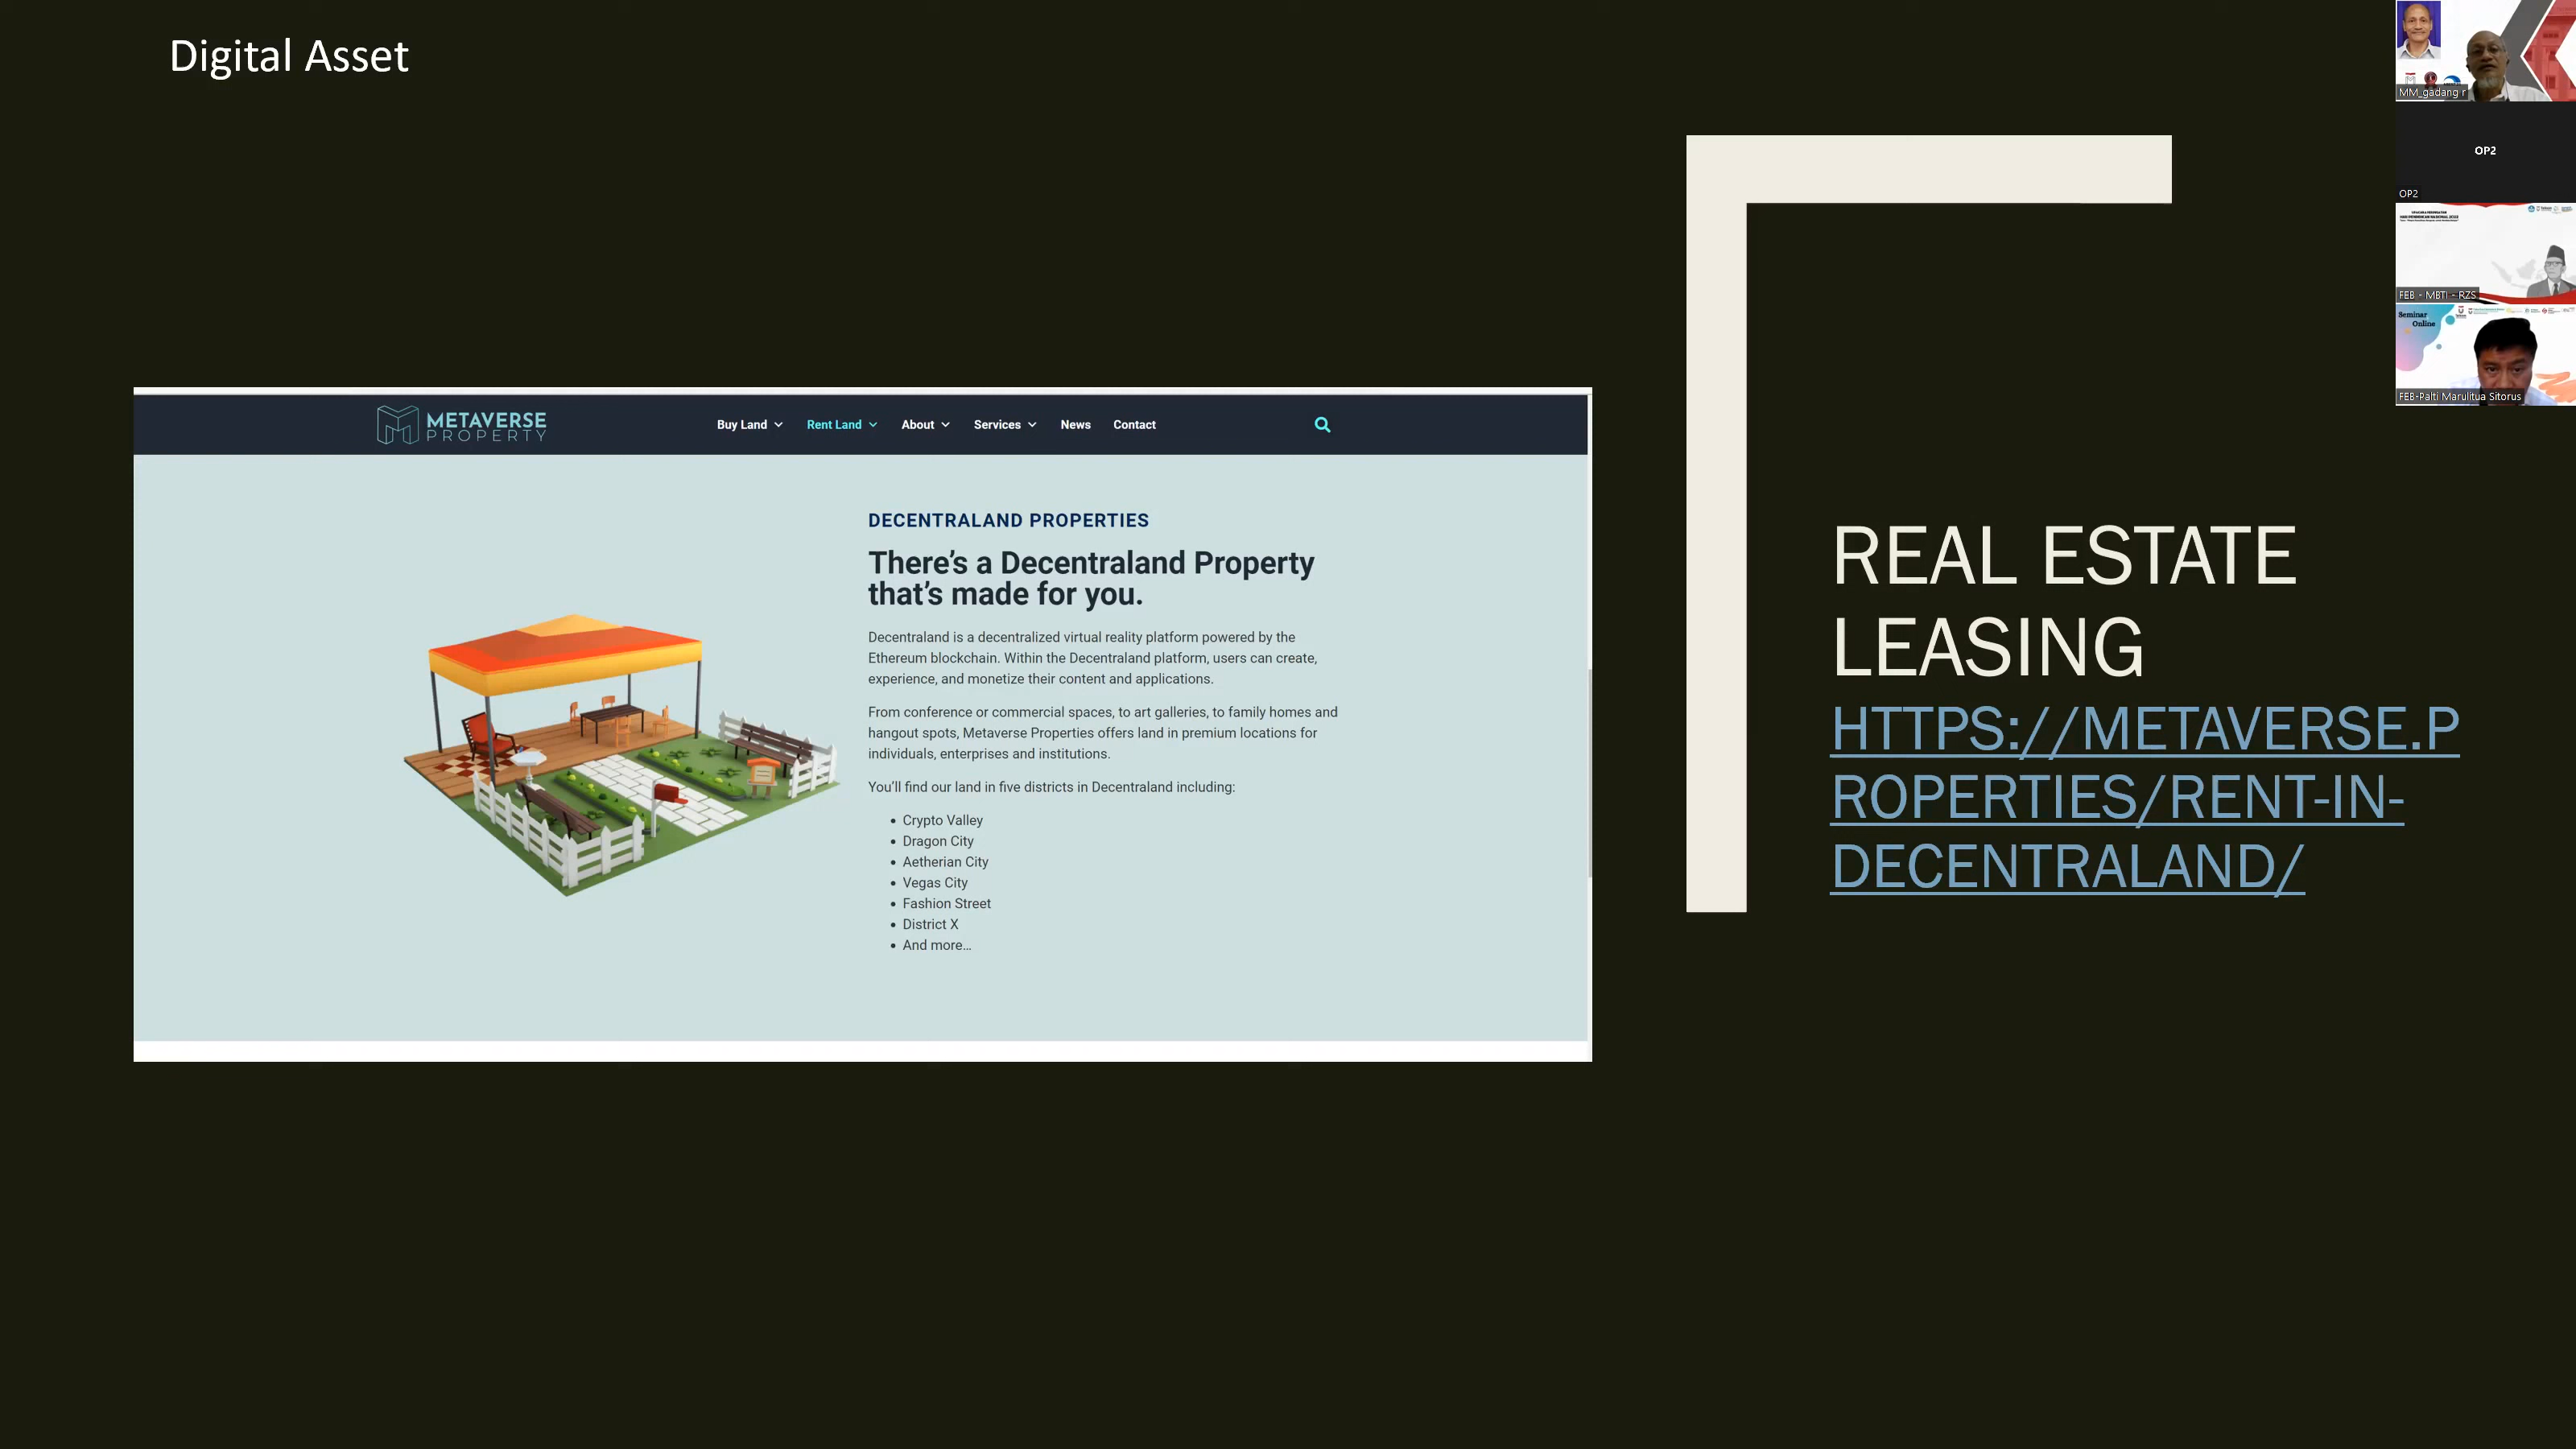 Digital Asset
METAVERSE
PROPERTY
Buy Land
Rent Land
About
Services
News
Contact
DECENTRALAND PROPERTIES
There's a Decentraland Property
that's made for you.
Decentraland is a decentralized virtual reality platform powered by the
Ethereum blockchain. Within the Decentraland platform, users can create,
experience, and monetize their content and applications.
From conference or commercial spaces, to art galleries, to family homes and
hangout spots, Metaverse Properties offers land in premium locations for
individuals, enterprises and institutions.
You'll find our land in five districts in Decentraland including:
• Crypto Valley
• Dragon City
• Aetherian City
• Vegas City
• Fashion Street
• District X
• And more...
REAL ESTATE
LEASING
HTTPS://METAVERSE.P
ROPERTIES/RENT-IN-
DECENTRALAND/
MM_gadang r
OP2
OP2
FEB - MBTI - RZS
Seminar
Online
FEB-Palti Marulitua Sitorus